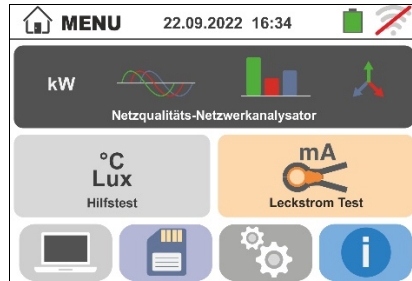 MENU 22.09.2022 16:34
kW
Netzqualitäts-Netzwerkanalysator
°C
Lux
Hilfstest
mA
Leckstrom Test
i